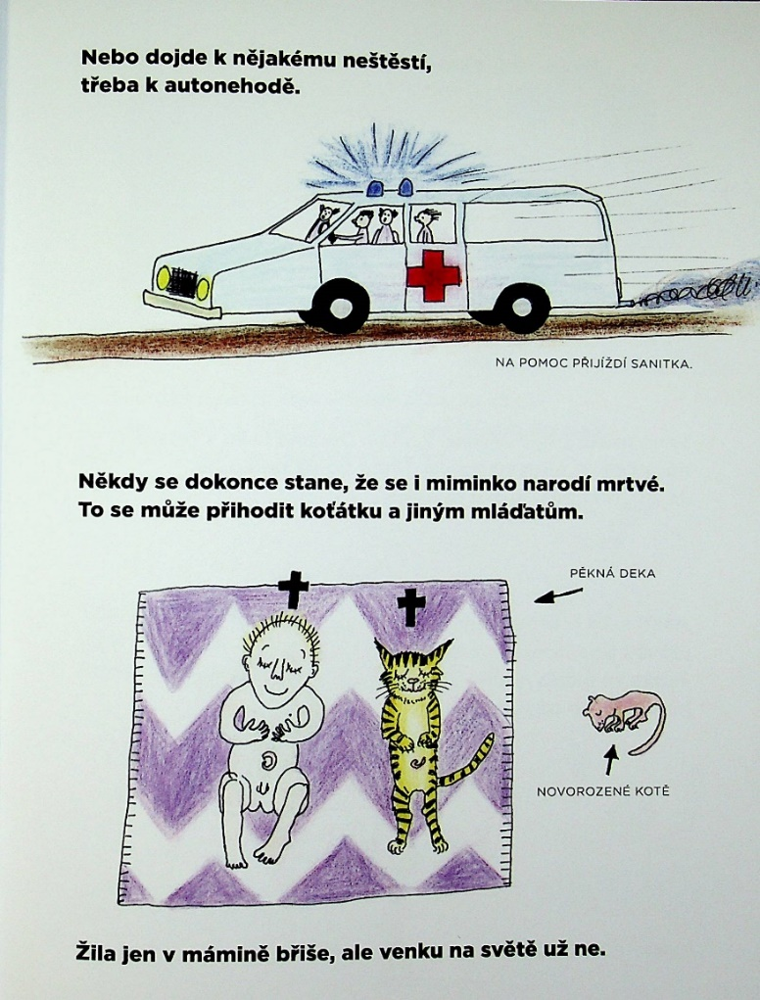 Nebo dojde k nějakému neštěstí,
třeba k autonehodě.
NA POMOC PŘIJÍŽDÍ SANITKA.
Někdy se dokonce stane, že se i miminko narodí mrtvé.
To se může přihodit koťátku a jiným mláďatům.
PĚKNÁ DEKA
NOVOROZENÉ KOTĚ
Žila jen v mámině břiše, ale venku na světě už ne.